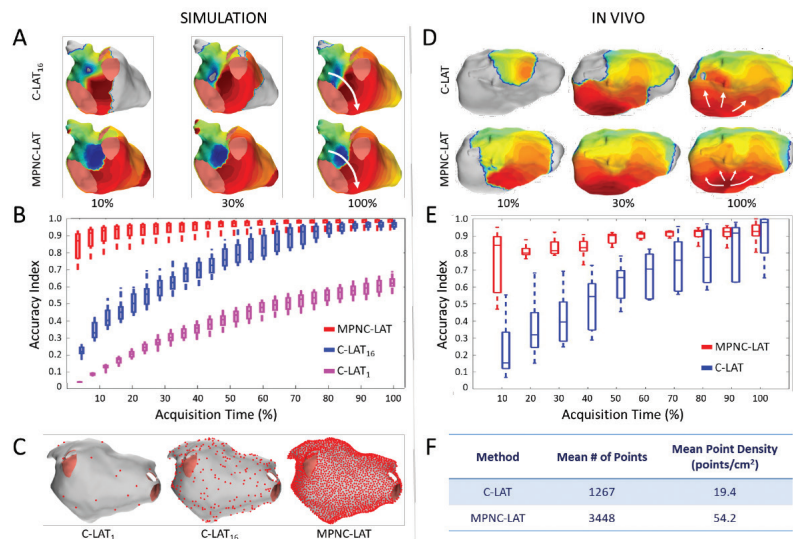 SIMULATION
IN VIVO
A
C-LAT16
MPNC-LAT
10%
30%
100%
D
C-LAT
MPNC-LAT
10%
30%
100%
B
Accuracy Index
1.0
0.9
0.8
0.7
0.6
0.5
0.4
0.3
0.2
0.1
MPNC-LAT
C-LAT16
C-LAT1
10 20 30 40 50 60 70 80 90 100
Acquisition Time (%)
E
Accuracy Index
1.0
0.9
0.8
0.7
0.6
0.5
0.4
0.3
0.2
0.1
0
MPNC-LAT
C-LAT
10 20 30 40 50 60 70 80 90 100
Acquisition Time (%)
C
C-LAT1
C-LAT16
MPNC-LAT
F
Method Mean # of Points Mean Point Density
(points/cm²)
C-LAT 1267 19.4
MPNC-LAT 3448 54.2